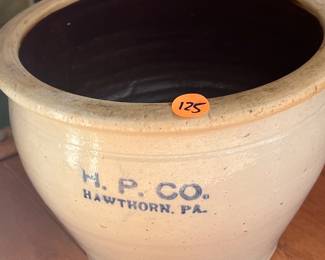 125
H. P. CO.
HAWTHORN, PA.